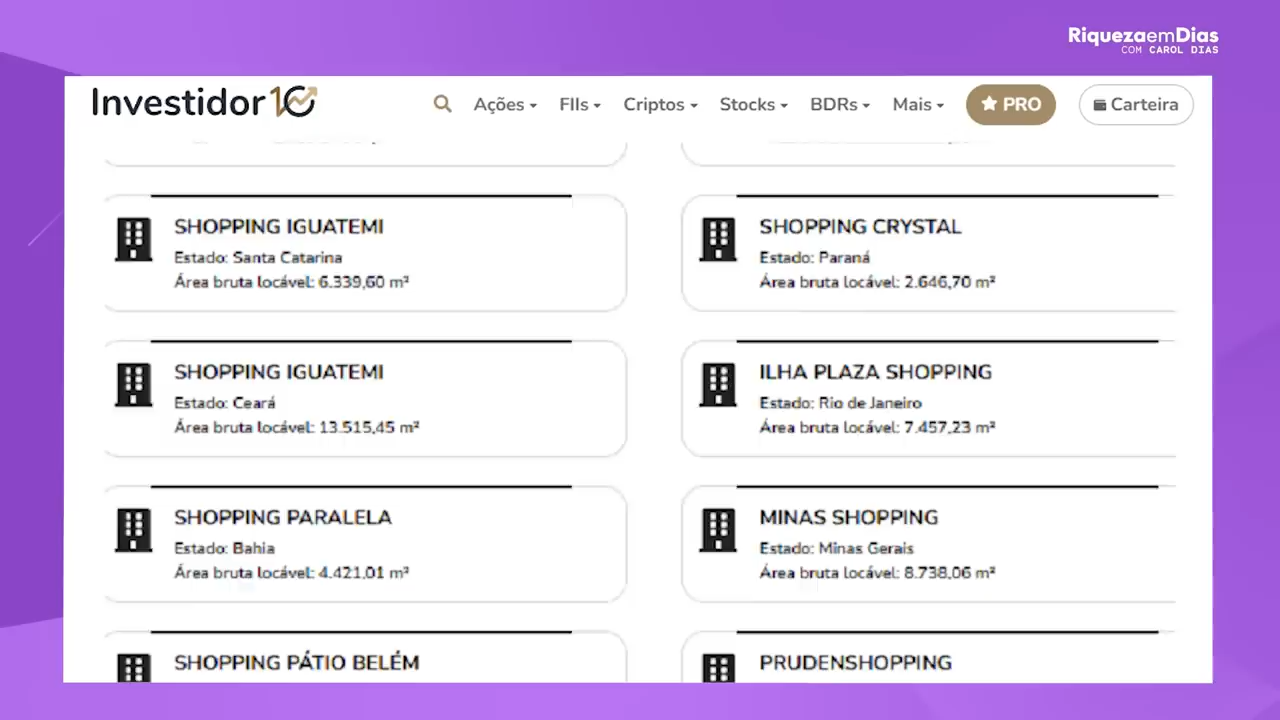 RiquezaemDias
COM CAROL DIAS
Investidor10
Ações
FIIs
Criptos
Stocks
BDRs
Mais
PRO
Carteira
SHOPPING IGUATEMI
Estado: Santa Catarina
Área bruta locável: 6.339,60 m²
SHOPPING CRYSTAL
Estado: Paraná
Área bruta locável: 2.646,70 m²
SHOPPING IGUATEMI
Estado: Ceará
Área bruta locável: 13.515,45 m²
ILHA PLAZA SHOPPING
Estado: Rio de Janeiro
Área bruta locável: 7.457,23 m²
SHOPPING PARALELA
Estado: Bahia
Área bruta locável: 4.421,01 m²
MINAS SHOPPING
Estado: Minas Gerais
Área bruta locável: 8.738,06 m²
SHOPPING PÁTIO BELÉM
PRUDENSHOPPING